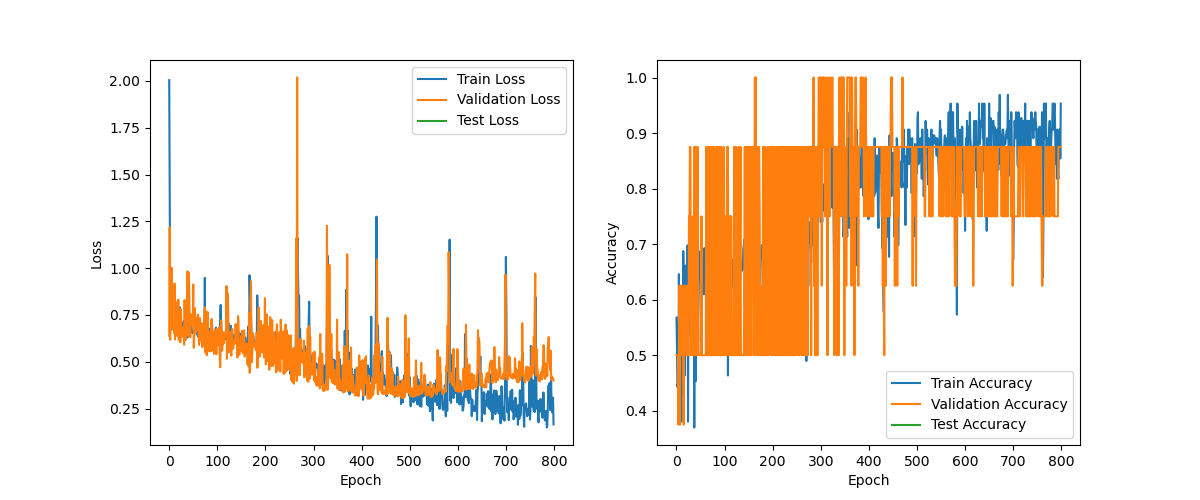 2.00
1.75
1.50
1.25
1.00
0.75
0.50
0.25
Loss
0 100 200 300 400 500 600 700 800
Epoch
Train Loss
Validation Loss
Test Loss
1.0
0.9
0.8
0.7
0.6
0.5
0.4
Accuracy
0 100 200 300 400 500 600 700 800
Epoch
Train Accuracy
Validation Accuracy
Test Accuracy